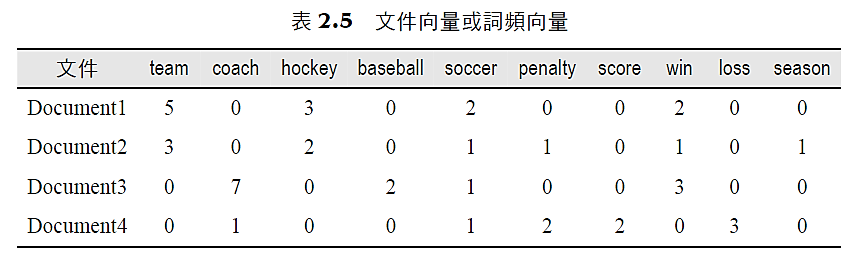 表 2.5 文件向量或詞頻向量
文件 team coach hockey baseball soccer penalty score win loss season
Document1 5 0 3 0 2 0 0 2 0 0
Document2 3 0 2 0 1 1 0 1 0 1
Document3 0 7 0 2 1 0 0 3 0 0
Document4 0 1 0 0 1 2 2 0 3 0